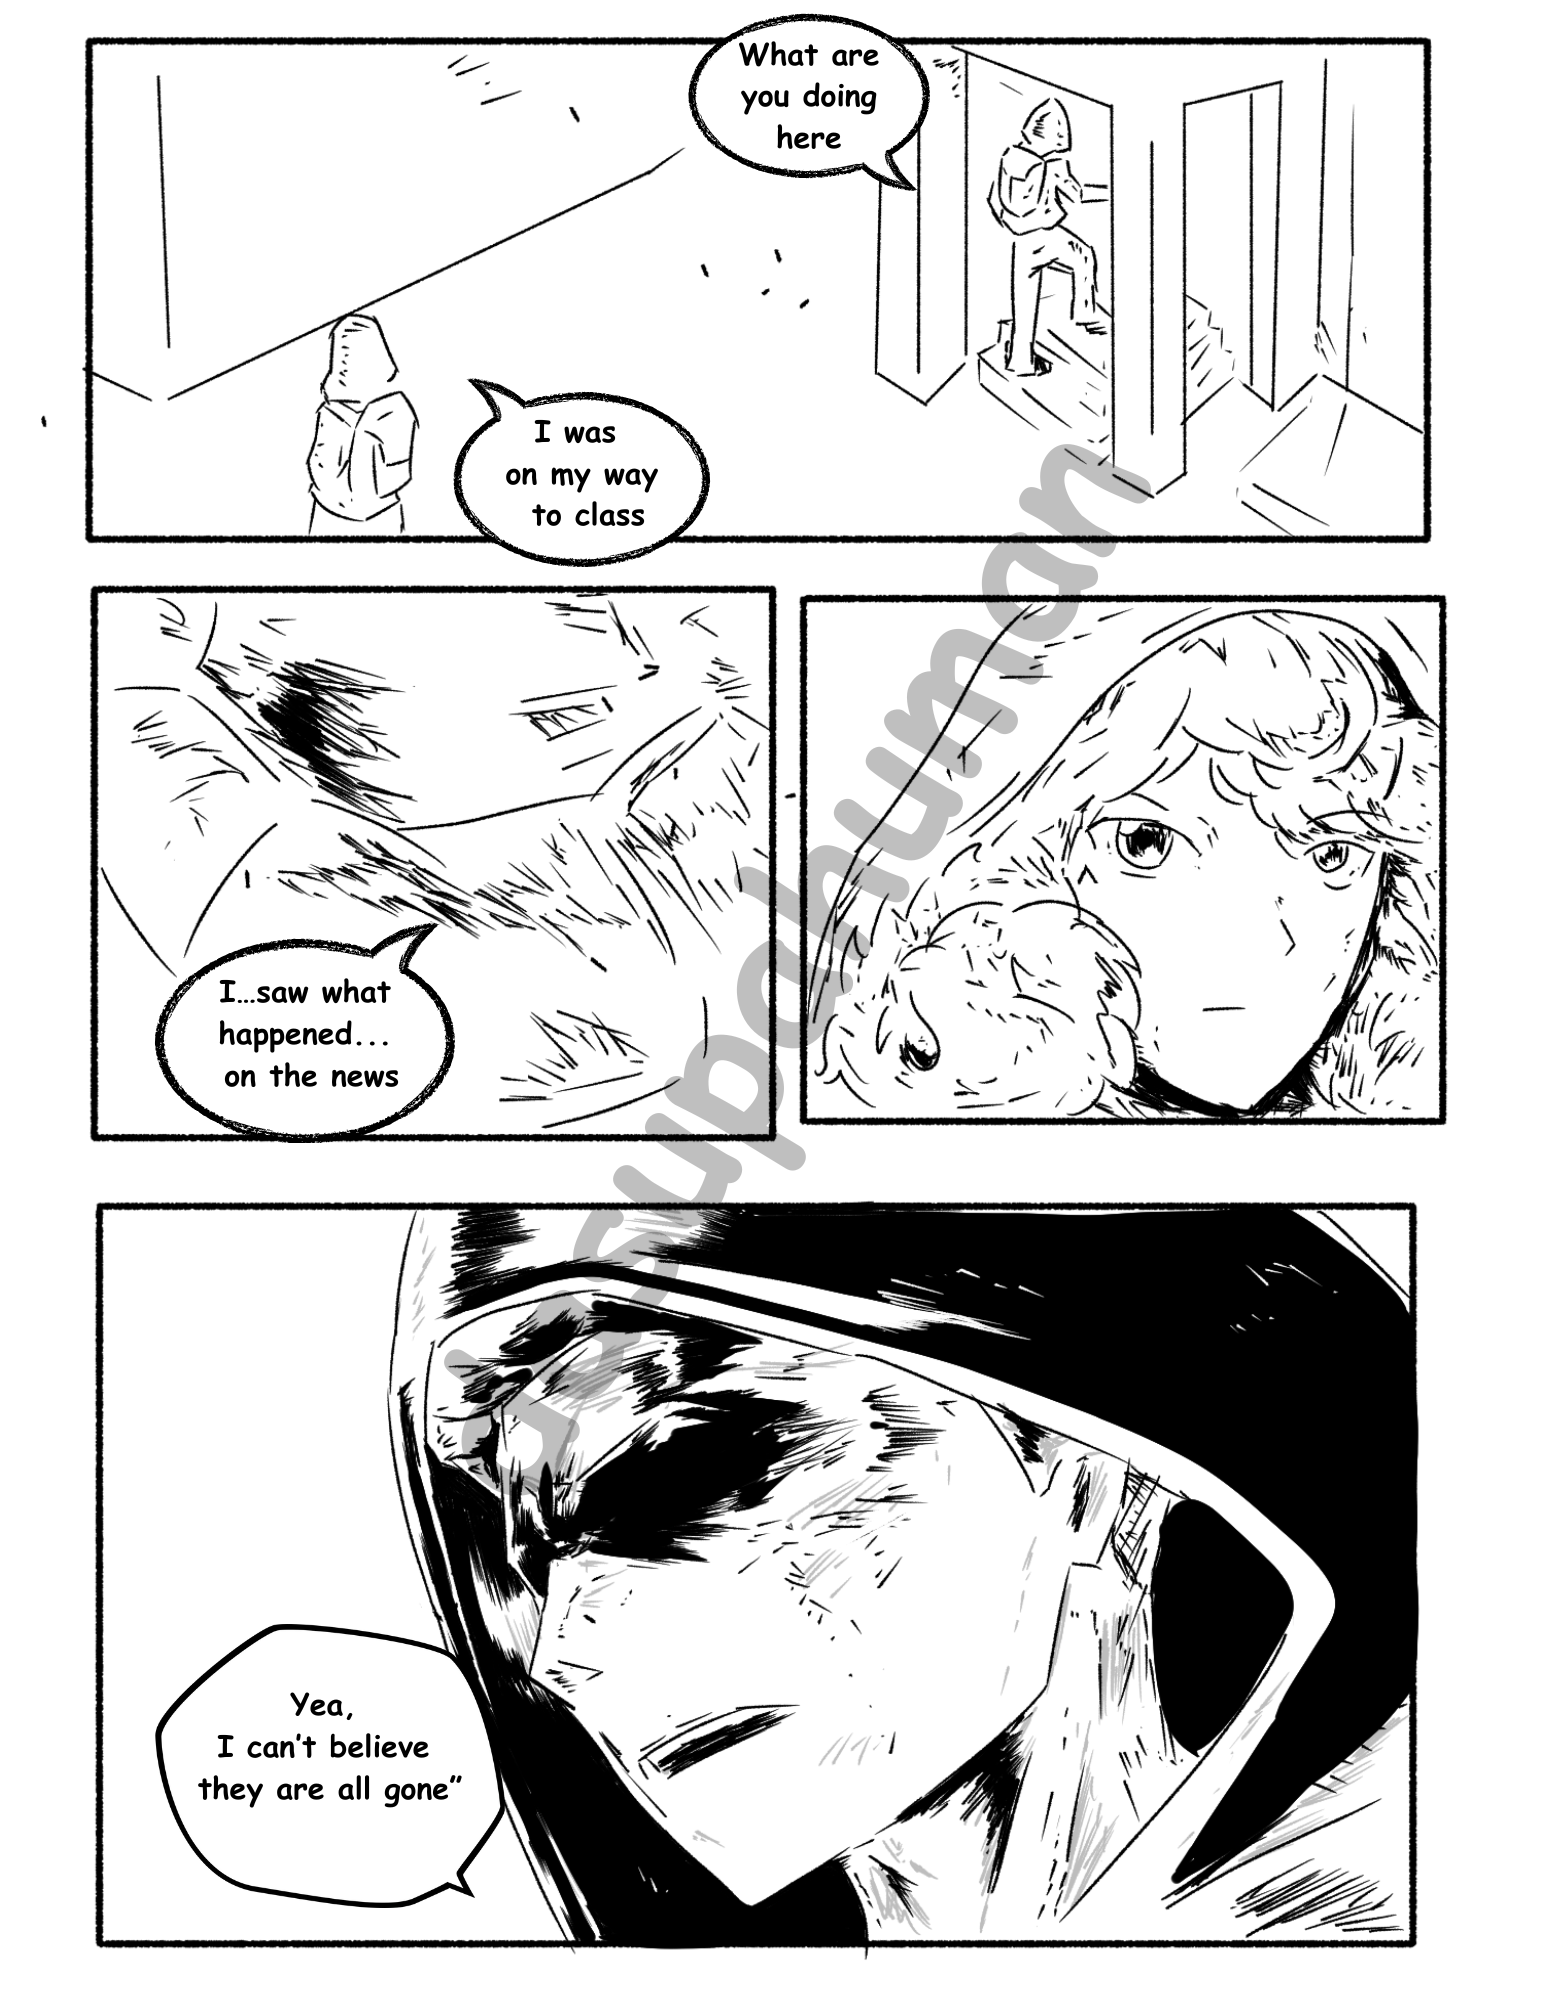 What are
you doing
here
I was
on my way
to class
I...saw what
happened...
on the news
Yea,
I can't believe
they are all gone”
dasupahuman